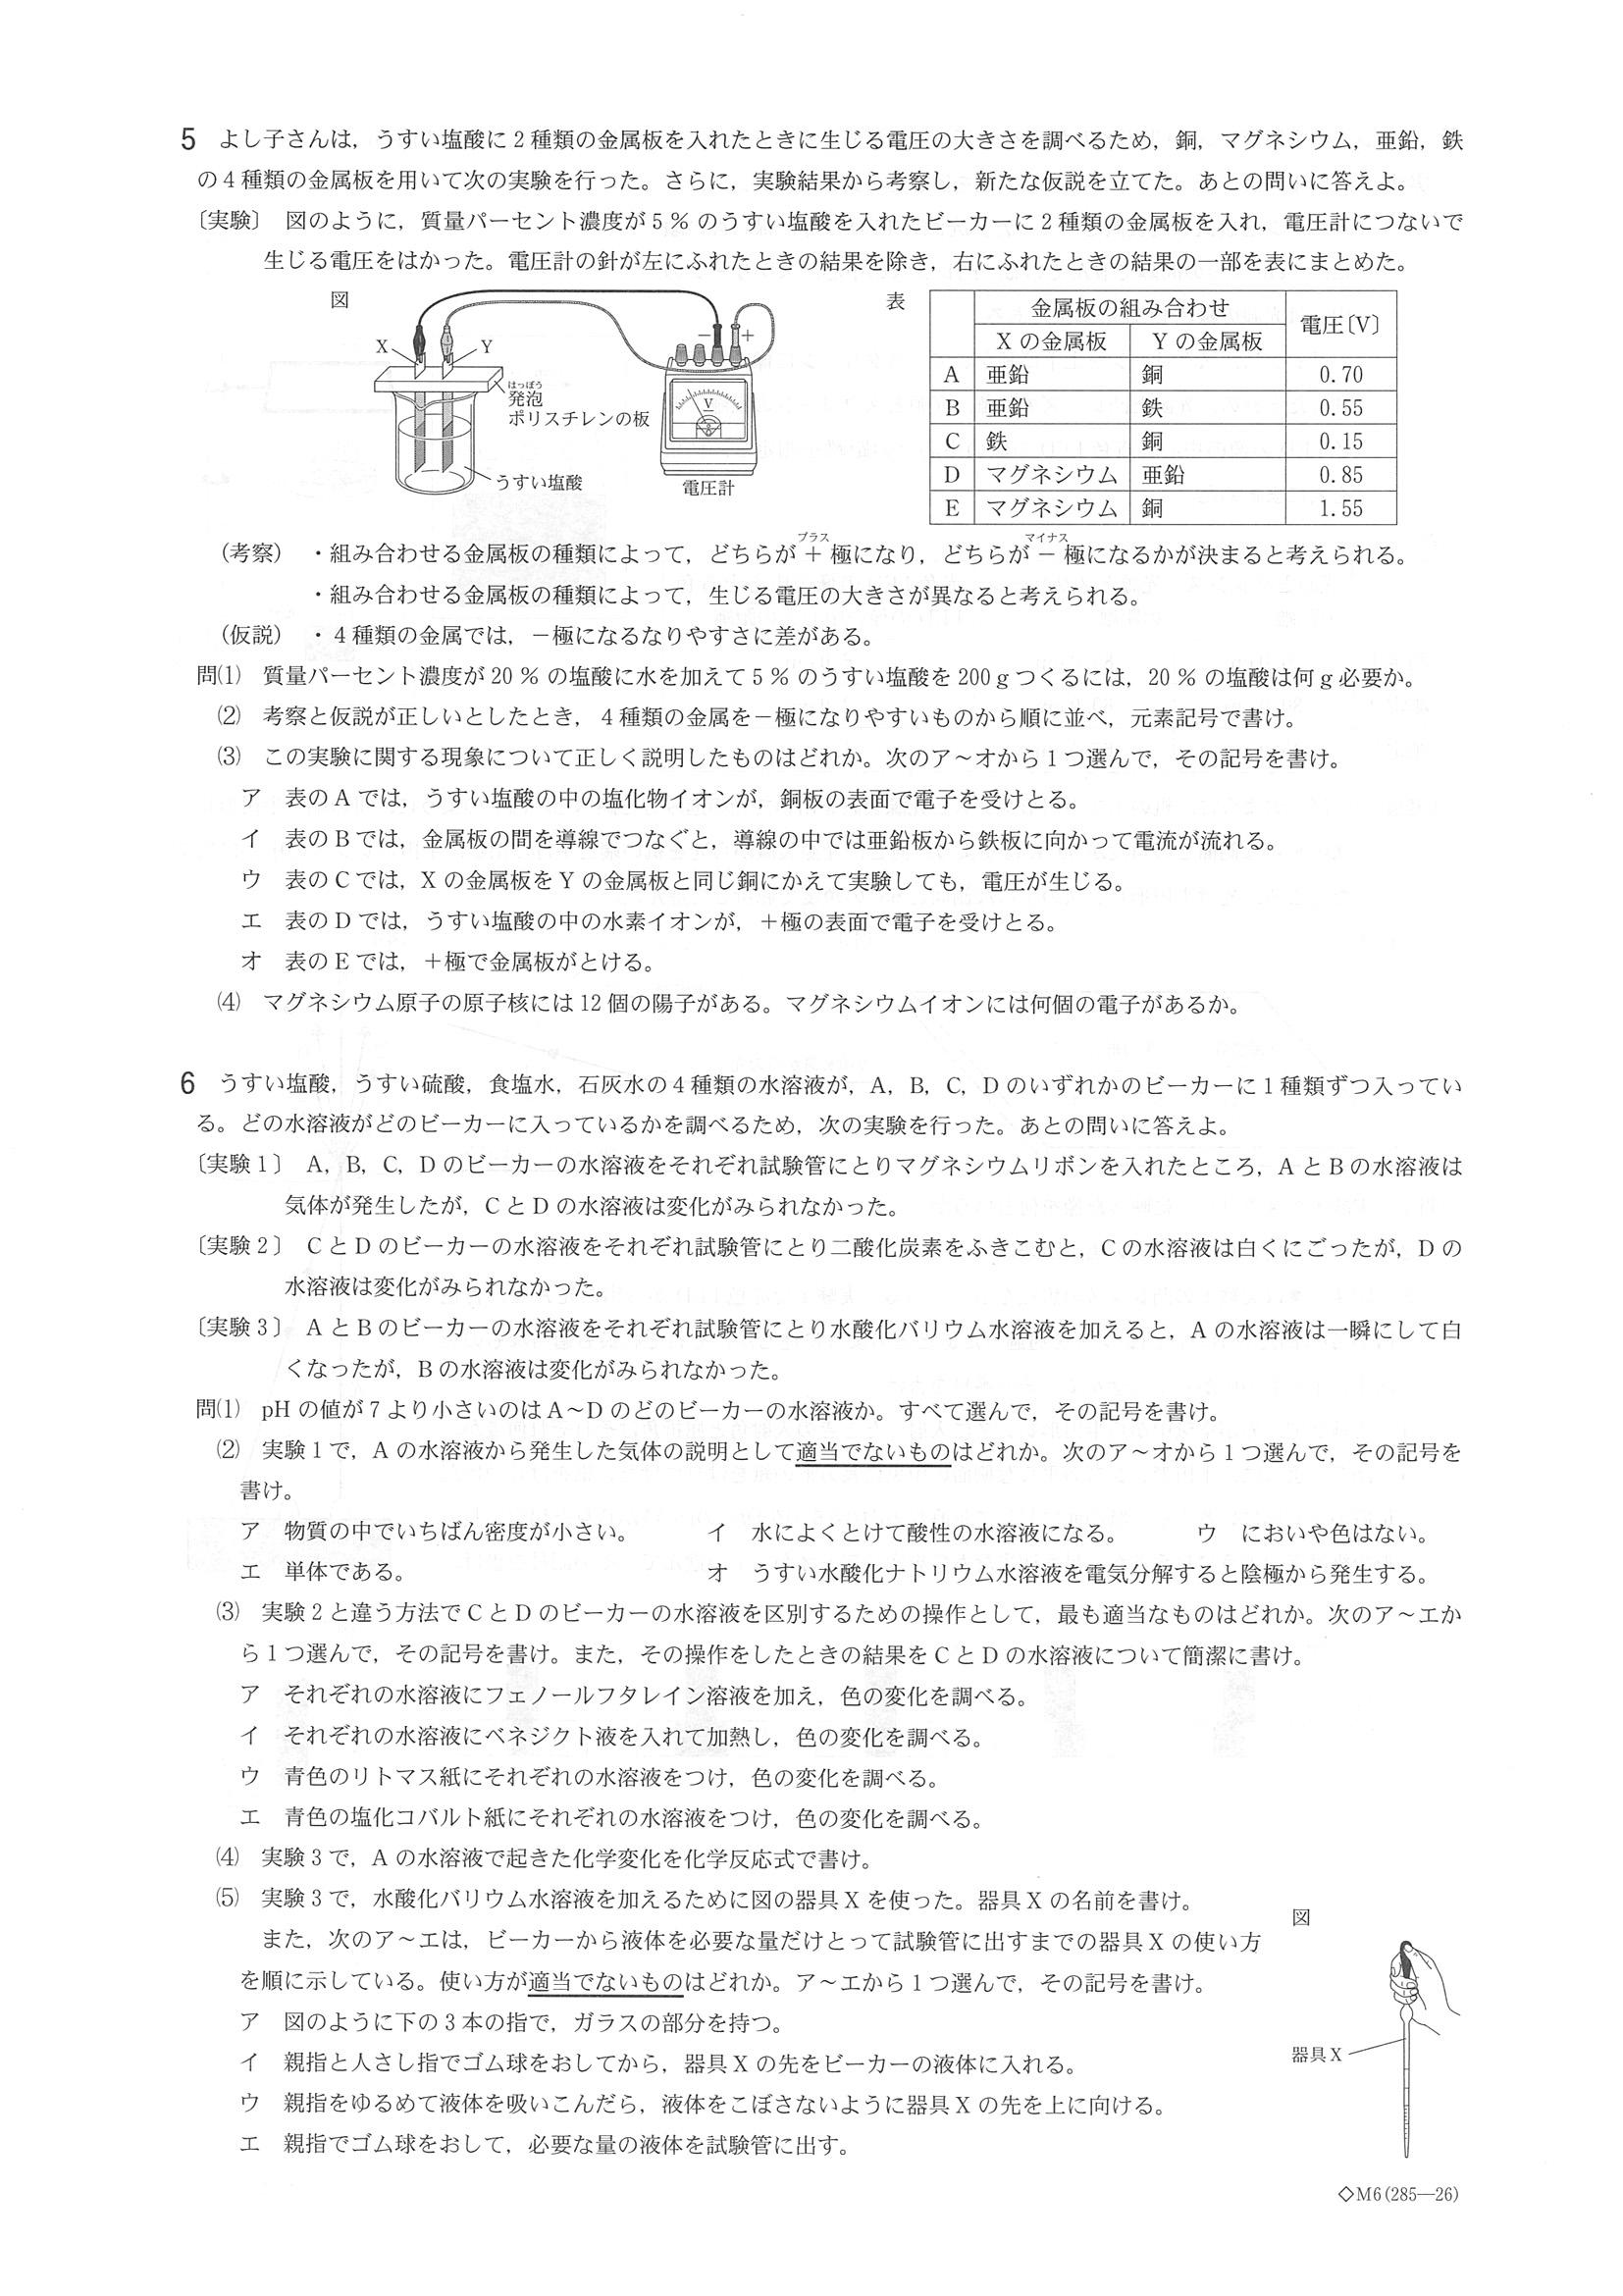 5 よし子さんは，うすい塩酸に2種類の金属板を入れたときに生じる電圧の大きさを調べるため，銅，マグネシウム，亜鉛，鉄
の4種類の金属板を用いて次の実験を行った。さらに，実験結果から考察し，新たな仮説を立てた。あとの問いに答えよ。
〔実験〕 図のように，質量パーセント濃度が5％のうすい塩酸を入れたビーカーに2種類の金属板を入れ，電圧計につないで
生じる電圧をはかった。電圧計の針が左にふれたときの結果を除き，右にふれたときの結果の一部を表にまとめた。
図
X
Y
はっぽう
発泡
ポリスチレンの板
うすい塩酸
－
＋
V
電圧計
表
金属板の組み合わせ 電圧〔V〕
Xの金属板 Yの金属板
A 亜鉛 銅 0.70
B 亜鉛 鉄 0.55
C 鉄 銅 0.15
D マグネシウム 亜鉛 0.85
E マグネシウム 銅 1.55
プラス マイナス
（考察） ・組み合わせる金属板の種類によって，どちらが＋極になり，どちらが－極になるかが決まると考えられる。
・組み合わせる金属板の種類によって，生じる電圧の大きさが異なると考えられる。
（仮説） ・4種類の金属では，－極になるなりやすさに差がある。
問⑴ 質量パーセント濃度が20％の塩酸に水を加えて5％のうすい塩酸を200gつくるには，20％の塩酸は何g必要か。
⑵ 考察と仮説が正しいとしたとき，4種類の金属を－極になりやすいものから順に並べ，元素記号で書け。
⑶ この実験に関する現象について正しく説明したものはどれか。次のア～オから1つ選んで，その記号を書け。
ア 表のAでは，うすい塩酸の中の塩化物イオンが，銅板の表面で電子を受けとる。
イ 表のBでは，金属板の間を導線でつなぐと，導線の中では亜鉛板から鉄板に向かって電流が流れる。
ウ 表のCでは，Xの金属板をYの金属板と同じ銅にかえて実験しても，電圧が生じる。
エ 表のDでは，うすい塩酸の中の水素イオンが，＋極の表面で電子を受けとる。
オ 表のEでは，＋極で金属板がとける。
⑷ マグネシウム原子の原子核には12個の陽子がある。マグネシウムイオンには何個の電子があるか。
6 うすい塩酸，うすい硫酸，食塩水，石灰水の4種類の水溶液が，A，B，C，Dのいずれかのビーカーに1種類ずつ入ってい
る。どの水溶液がどのビーカーに入っているかを調べるため，次の実験を行った。あとの問いに答えよ。
〔実験1〕 A，B，C，Dのビーカーの水溶液をそれぞれ試験管にとりマグネシウムリボンを入れたところ，AとBの水溶液は
気体が発生したが，CとDの水溶液は変化がみられなかった。
〔実験2〕 CとDのビーカーの水溶液をそれぞれ試験管にとり二酸化炭素をふきこむと，Cの水溶液は白くにごったが，Dの
水溶液は変化がみられなかった。
〔実験3〕 AとBのビーカーの水溶液をそれぞれ試験管にとり水酸化バリウム水溶液を加えると，Aの水溶液は一瞬にして白
くなったが，Bの水溶液は変化がみられなかった。
問⑴ pHの値が7より小さいのはA～Dのどのビーカーの水溶液か。すべて選んで，その記号を書け。
⑵ 実験1で，Aの水溶液から発生した気体の説明として適当でないものはどれか。次のア～オから1つ選んで，その記号を
書け。
ア 物質の中でいちばん密度が小さい。 イ 水によくとけて酸性の水溶液になる。 ウ においや色はない。
エ 単体である。 オ うすい水酸化ナトリウム水溶液を電気分解すると陰極から発生する。
⑶ 実験2と違う方法でCとDのビーカーの水溶液を区別するための操作として，最も適当なものはどれか。次のア～エか
ら1つ選んで，その記号を書け。また，その操作をしたときの結果をCとDの水溶液について簡潔に書け。
ア それぞれの水溶液にフェノールフタレイン溶液を加え，色の変化を調べる。
イ それぞれの水溶液にベネジクト液を入れて加熱し，色の変化を調べる。
ウ 青色のリトマス紙にそれぞれの水溶液をつけ，色の変化を調べる。
エ 青色の塩化コバルト紙にそれぞれの水溶液をつけ，色の変化を調べる。
⑷ 実験3で，Aの水溶液で起きた化学変化を化学反応式で書け。
⑸ 実験3で，水酸化バリウム水溶液を加えるために図の器具Xを使った。器具Xの名前を書け。
また，次のア～エは，ビーカーから液体を必要な量だけとって試験管に出すまでの器具Xの使い方
を順に示している。使い方が適当でないものはどれか。ア～エから1つ選んで，その記号を書け。
ア 図のように下の3本の指で，ガラスの部分を持つ。
イ 親指と人さし指でゴム球をおしてから，器具Xの先をビーカーの液体に入れる。
ウ 親指をゆるめて液体を吸いこんだら，液体をこぼさないように器具Xの先を上に向ける。
エ 親指でゴム球をおして，必要な量の液体を試験管に出す。
図
器具X
◇M6(285―26)